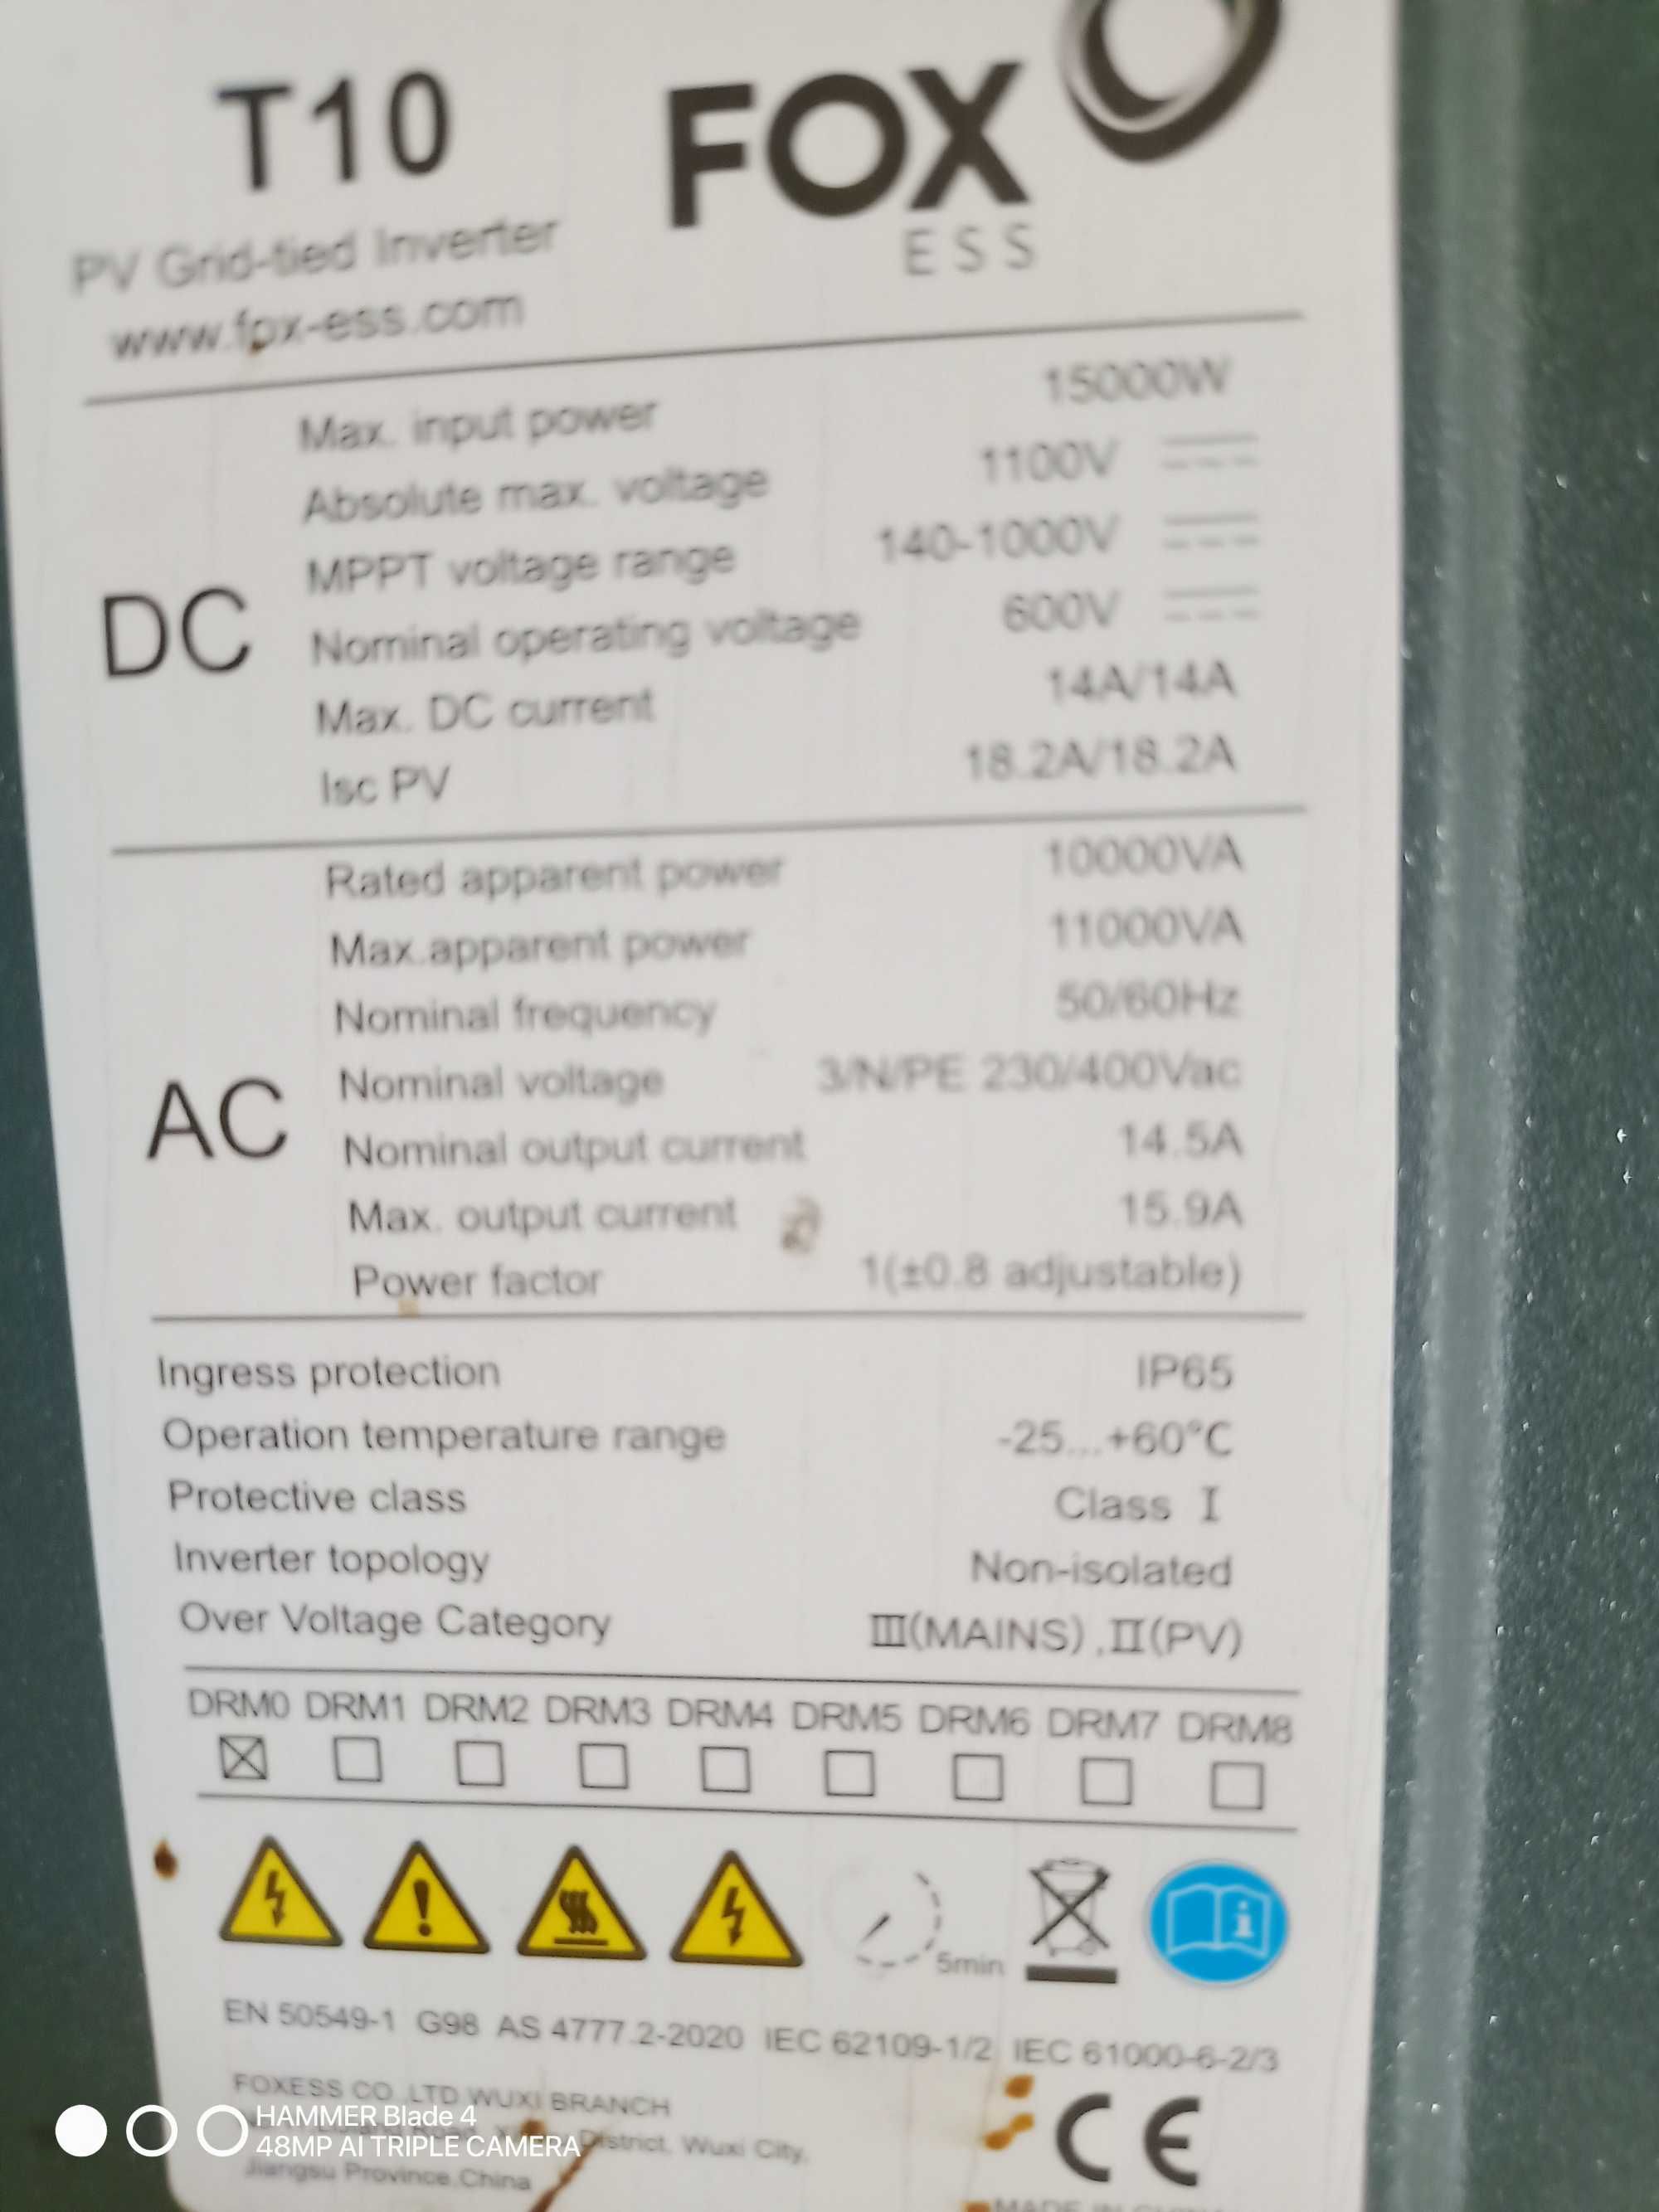 T10
FOX
ESS
PV Grid-tied Inverter
www.fox-ess.com
DC
Max. input power 15000W
Absolute max. voltage 1100V
MPPT voltage range 140-1000V
Nominal operating voltage 600V
Max. DC current 14A/14A
Isc PV 18.2A/18.2A
AC
Rated apparent power 10000VA
Max.apparent power 11000VA
Nominal frequency 50/60Hz
Nominal voltage 3/N/PE 230/400Vac
Nominal output current 14.5A
Max. output current 15.9A
Power factor 1(±0.8 adjustable)
Ingress protection IP65
Operation temperature range -25...+60°C
Protective class Class I
Inverter topology Non-isolated
Over Voltage Category III(MAINS) ,II(PV)
DRM0 DRM1 DRM2 DRM3 DRM4 DRM5 DRM6 DRM7 DRM8
5min
EN 50549-1 G98 AS 4777.2-2020 IEC 62109-1/2 IEC 61000-6-2/3
FOXESS CO.,LTD.WUXI BRANCH
District, Wuxi City,
Jiangsu Province,China
CE
MADE IN CHINA
HAMMER Blade 4
48MP AI TRIPLE CAMERA